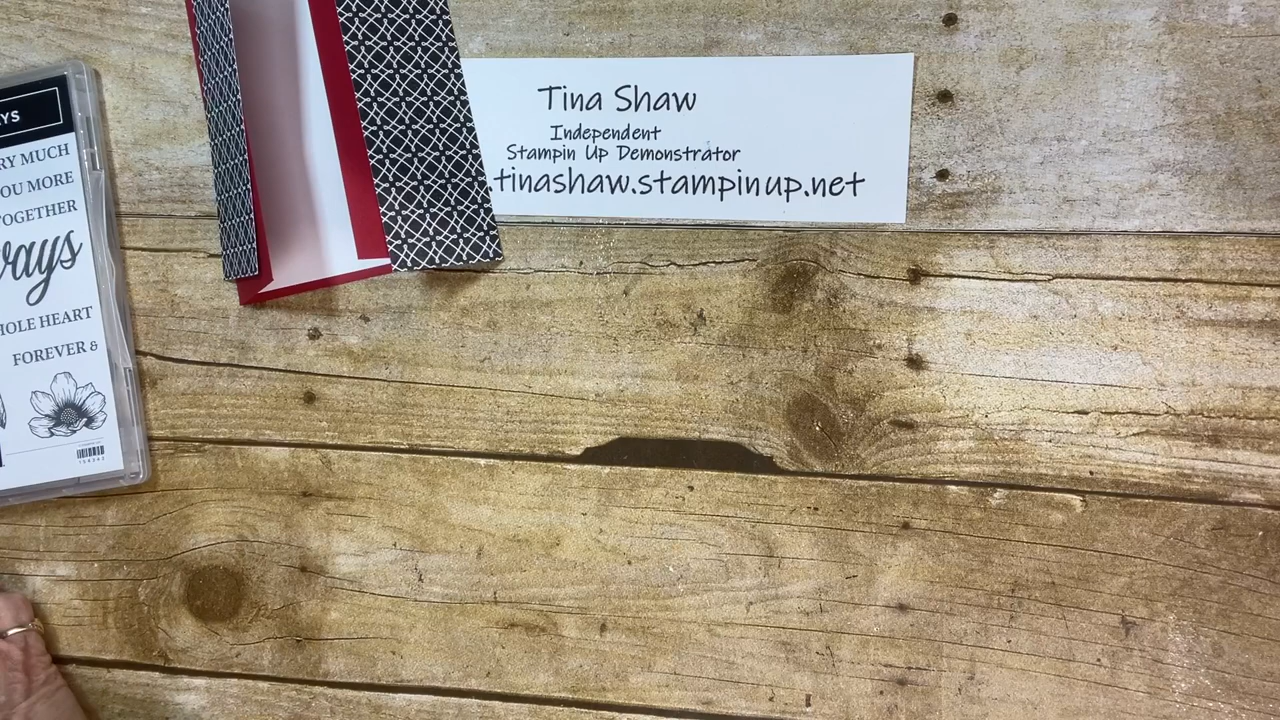 Tina Shaw
Independent
Stampin Up Demonstrator
.tinashaw.stampinup.net
YS
RY MUCH
OU MORE
TOGETHER
ways
HOLE HEART
FOREVER &